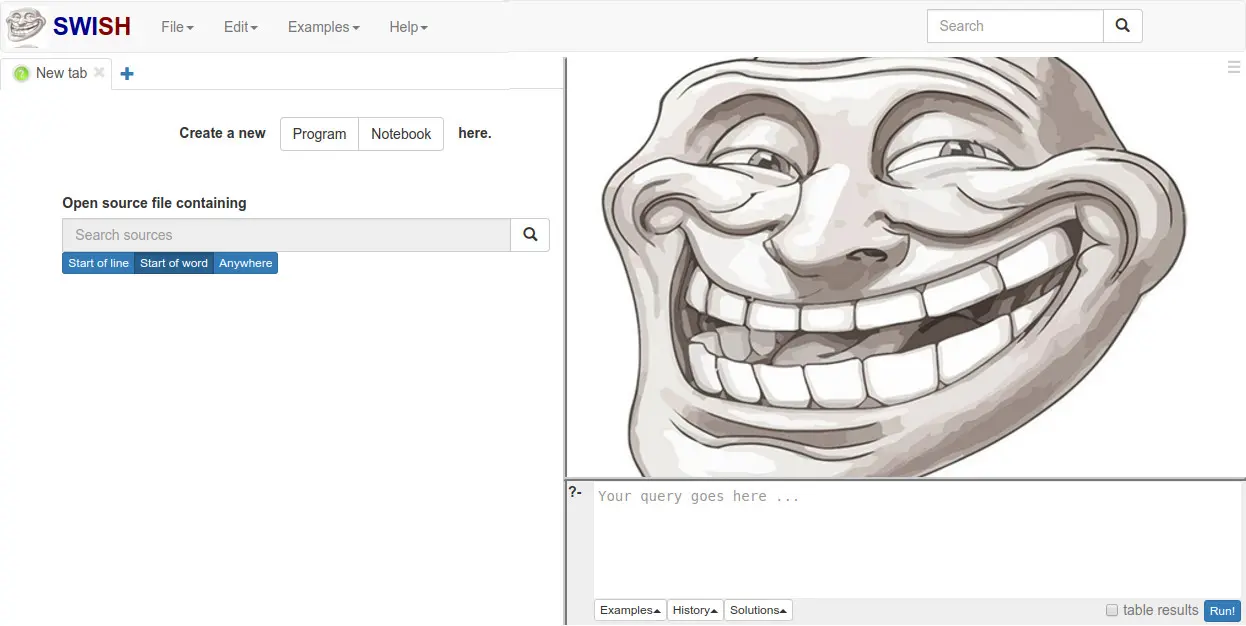 SWISH File Edit Examples Help Search
New tab
Create a new Program Notebook here.
Open source file containing
Search sources
Start of line Start of word Anywhere
?- Your query goes here ...
Examples History Solutions table results Run!